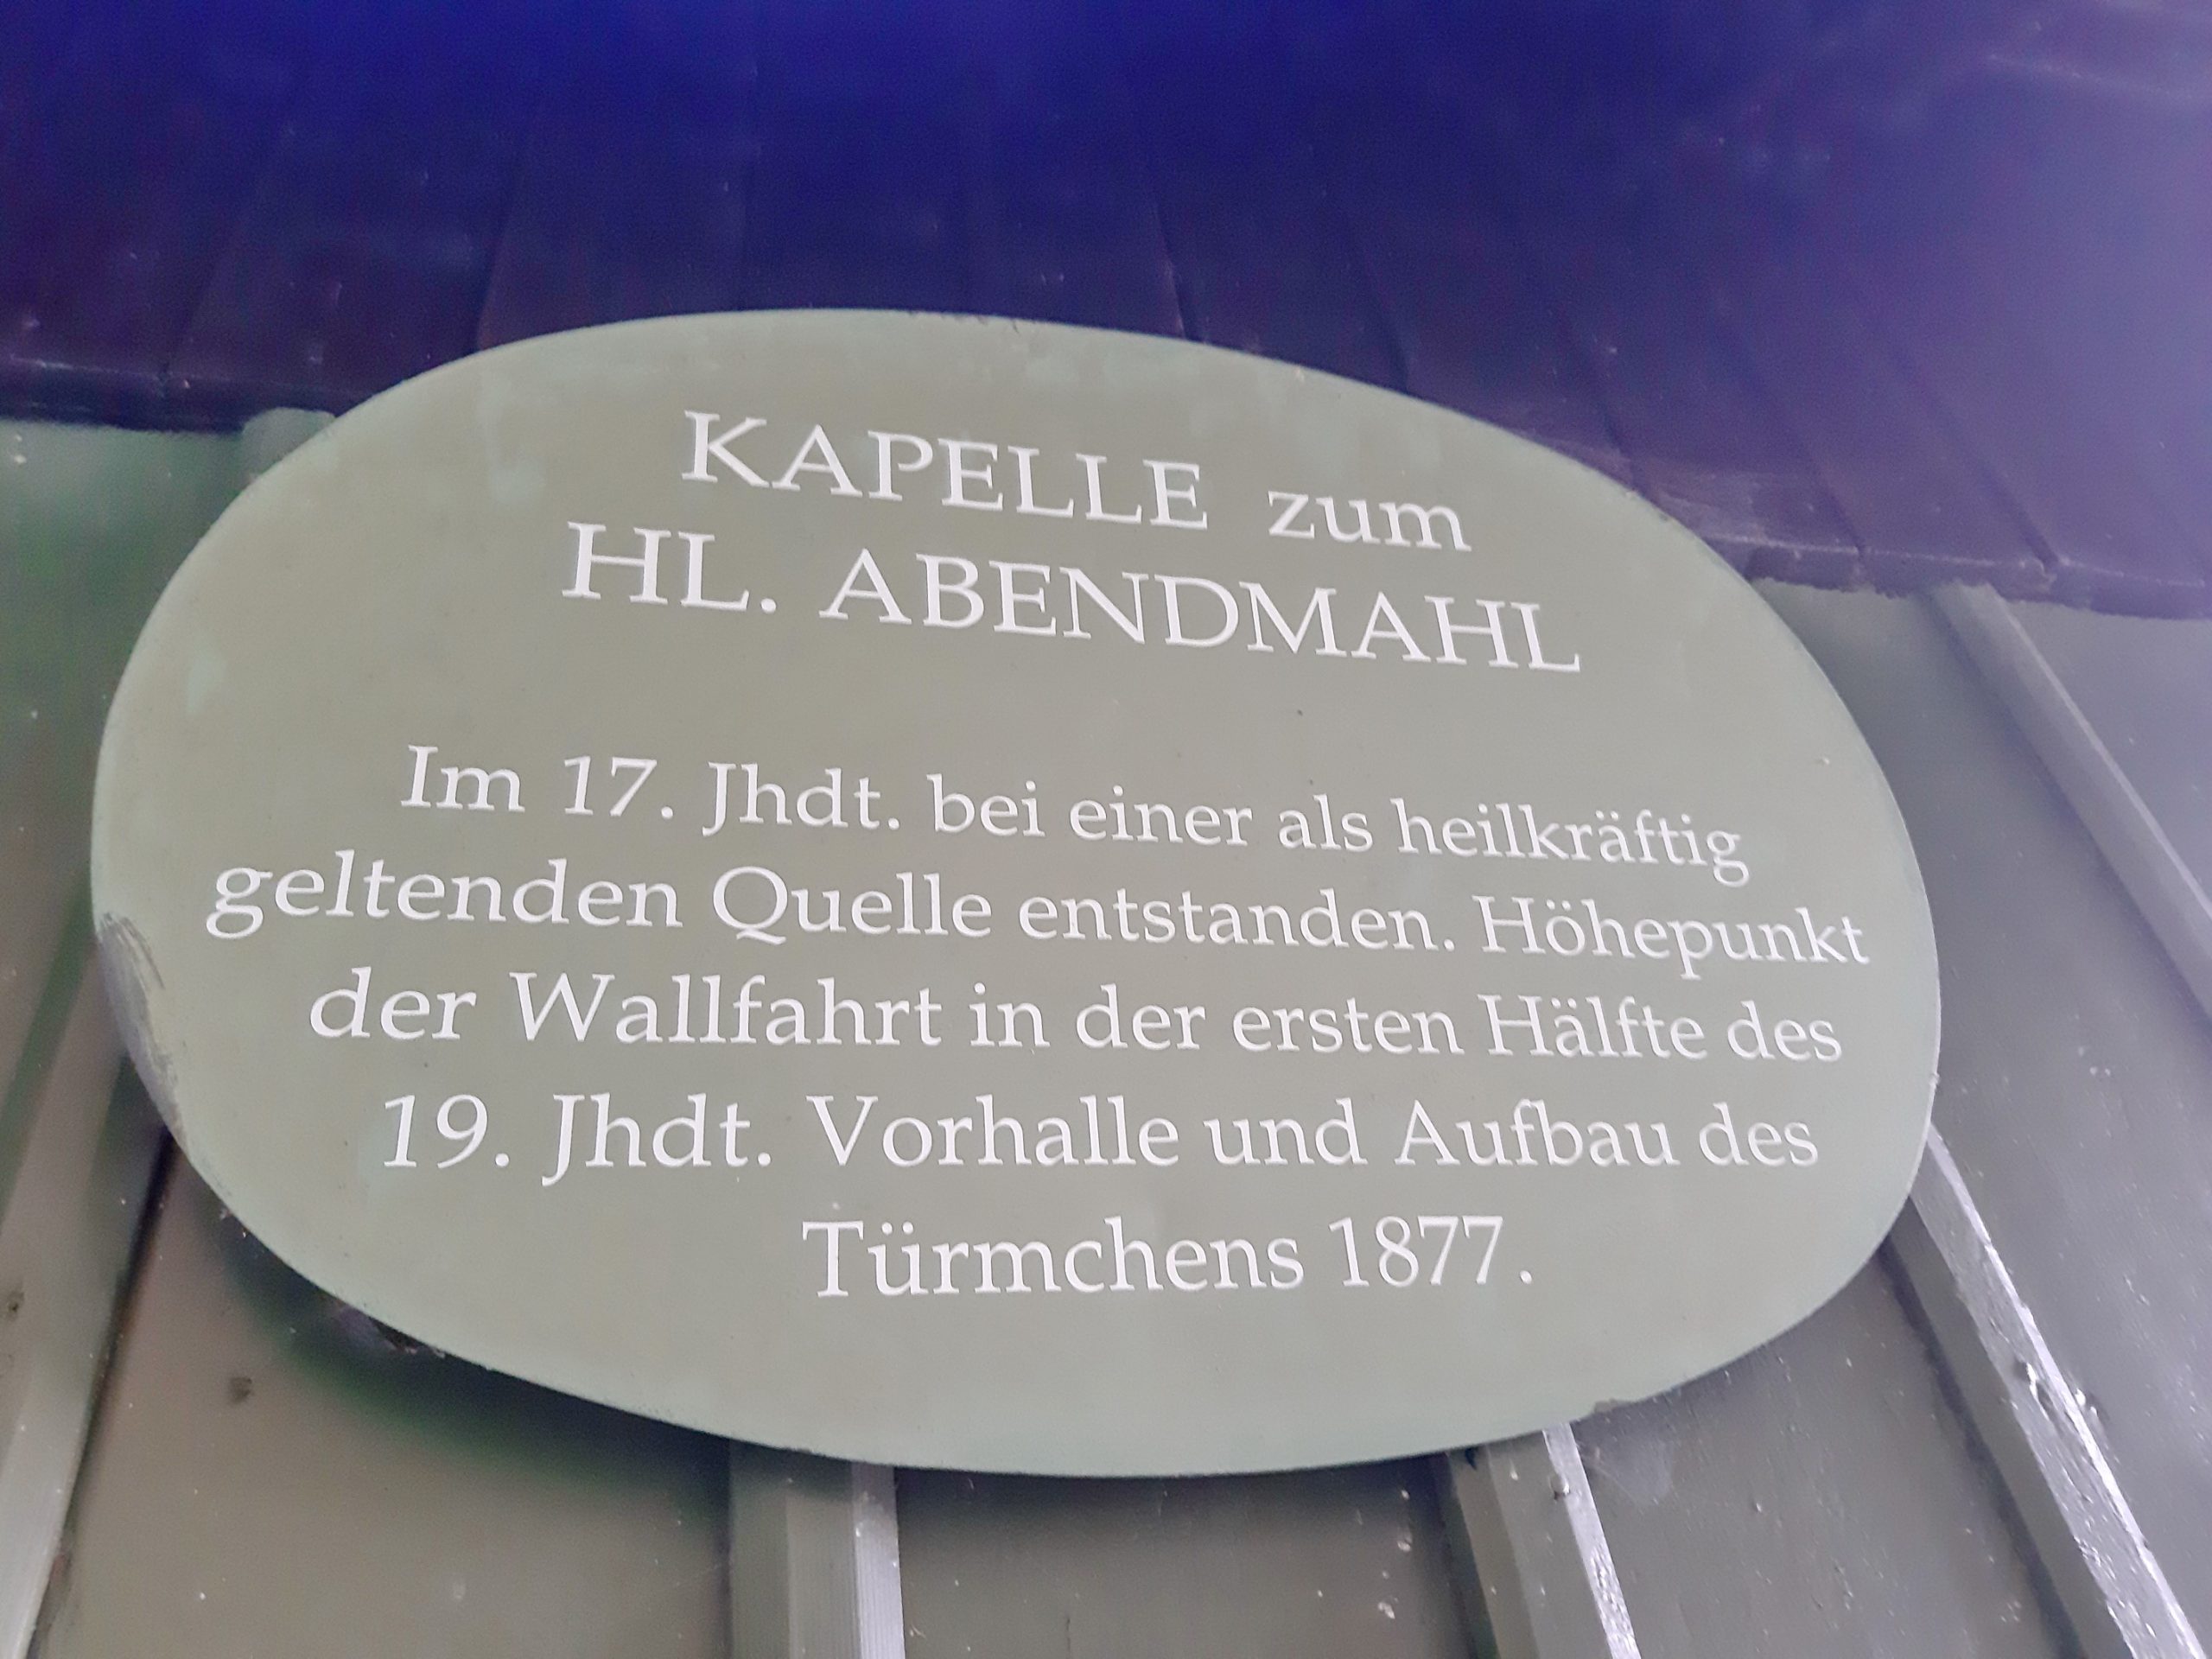 KAPELLE zum
HL. ABENDMAHL
Im 17. Jhdt. bei einer als heilkräftig
geltenden Quelle entstanden. Höhepunkt
der Wallfahrt in der ersten Hälfte des
19. Jhdt. Vorhalle und Aufbau des
Türmchens 1877.